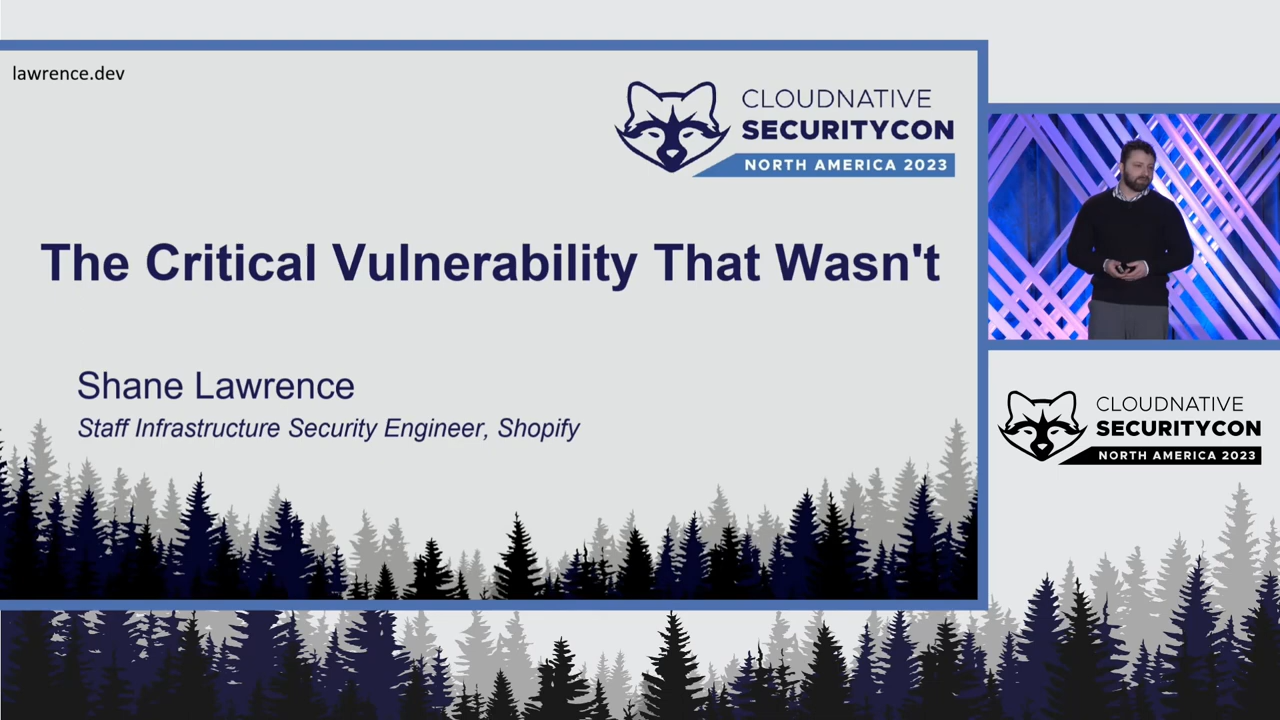 lawrence.dev
CLOUDNATIVE
SECURITYCON
NORTH AMERICA 2023
The Critical Vulnerability That Wasn't
Shane Lawrence
Staff Infrastructure Security Engineer, Shopify
CLOUDNATIVE
SECURITYCON
NORTH AMERICA 2023